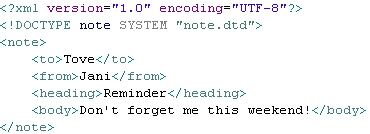 <?xml version="1.0" encoding="UTF-8"?>
<!DOCTYPE note SYSTEM "note.dtd">
<note>
    <to>Tove</to>
    <from>Jani</from>
    <heading>Reminder</heading>
    <body>Don't forget me this weekend!</body>
</note>